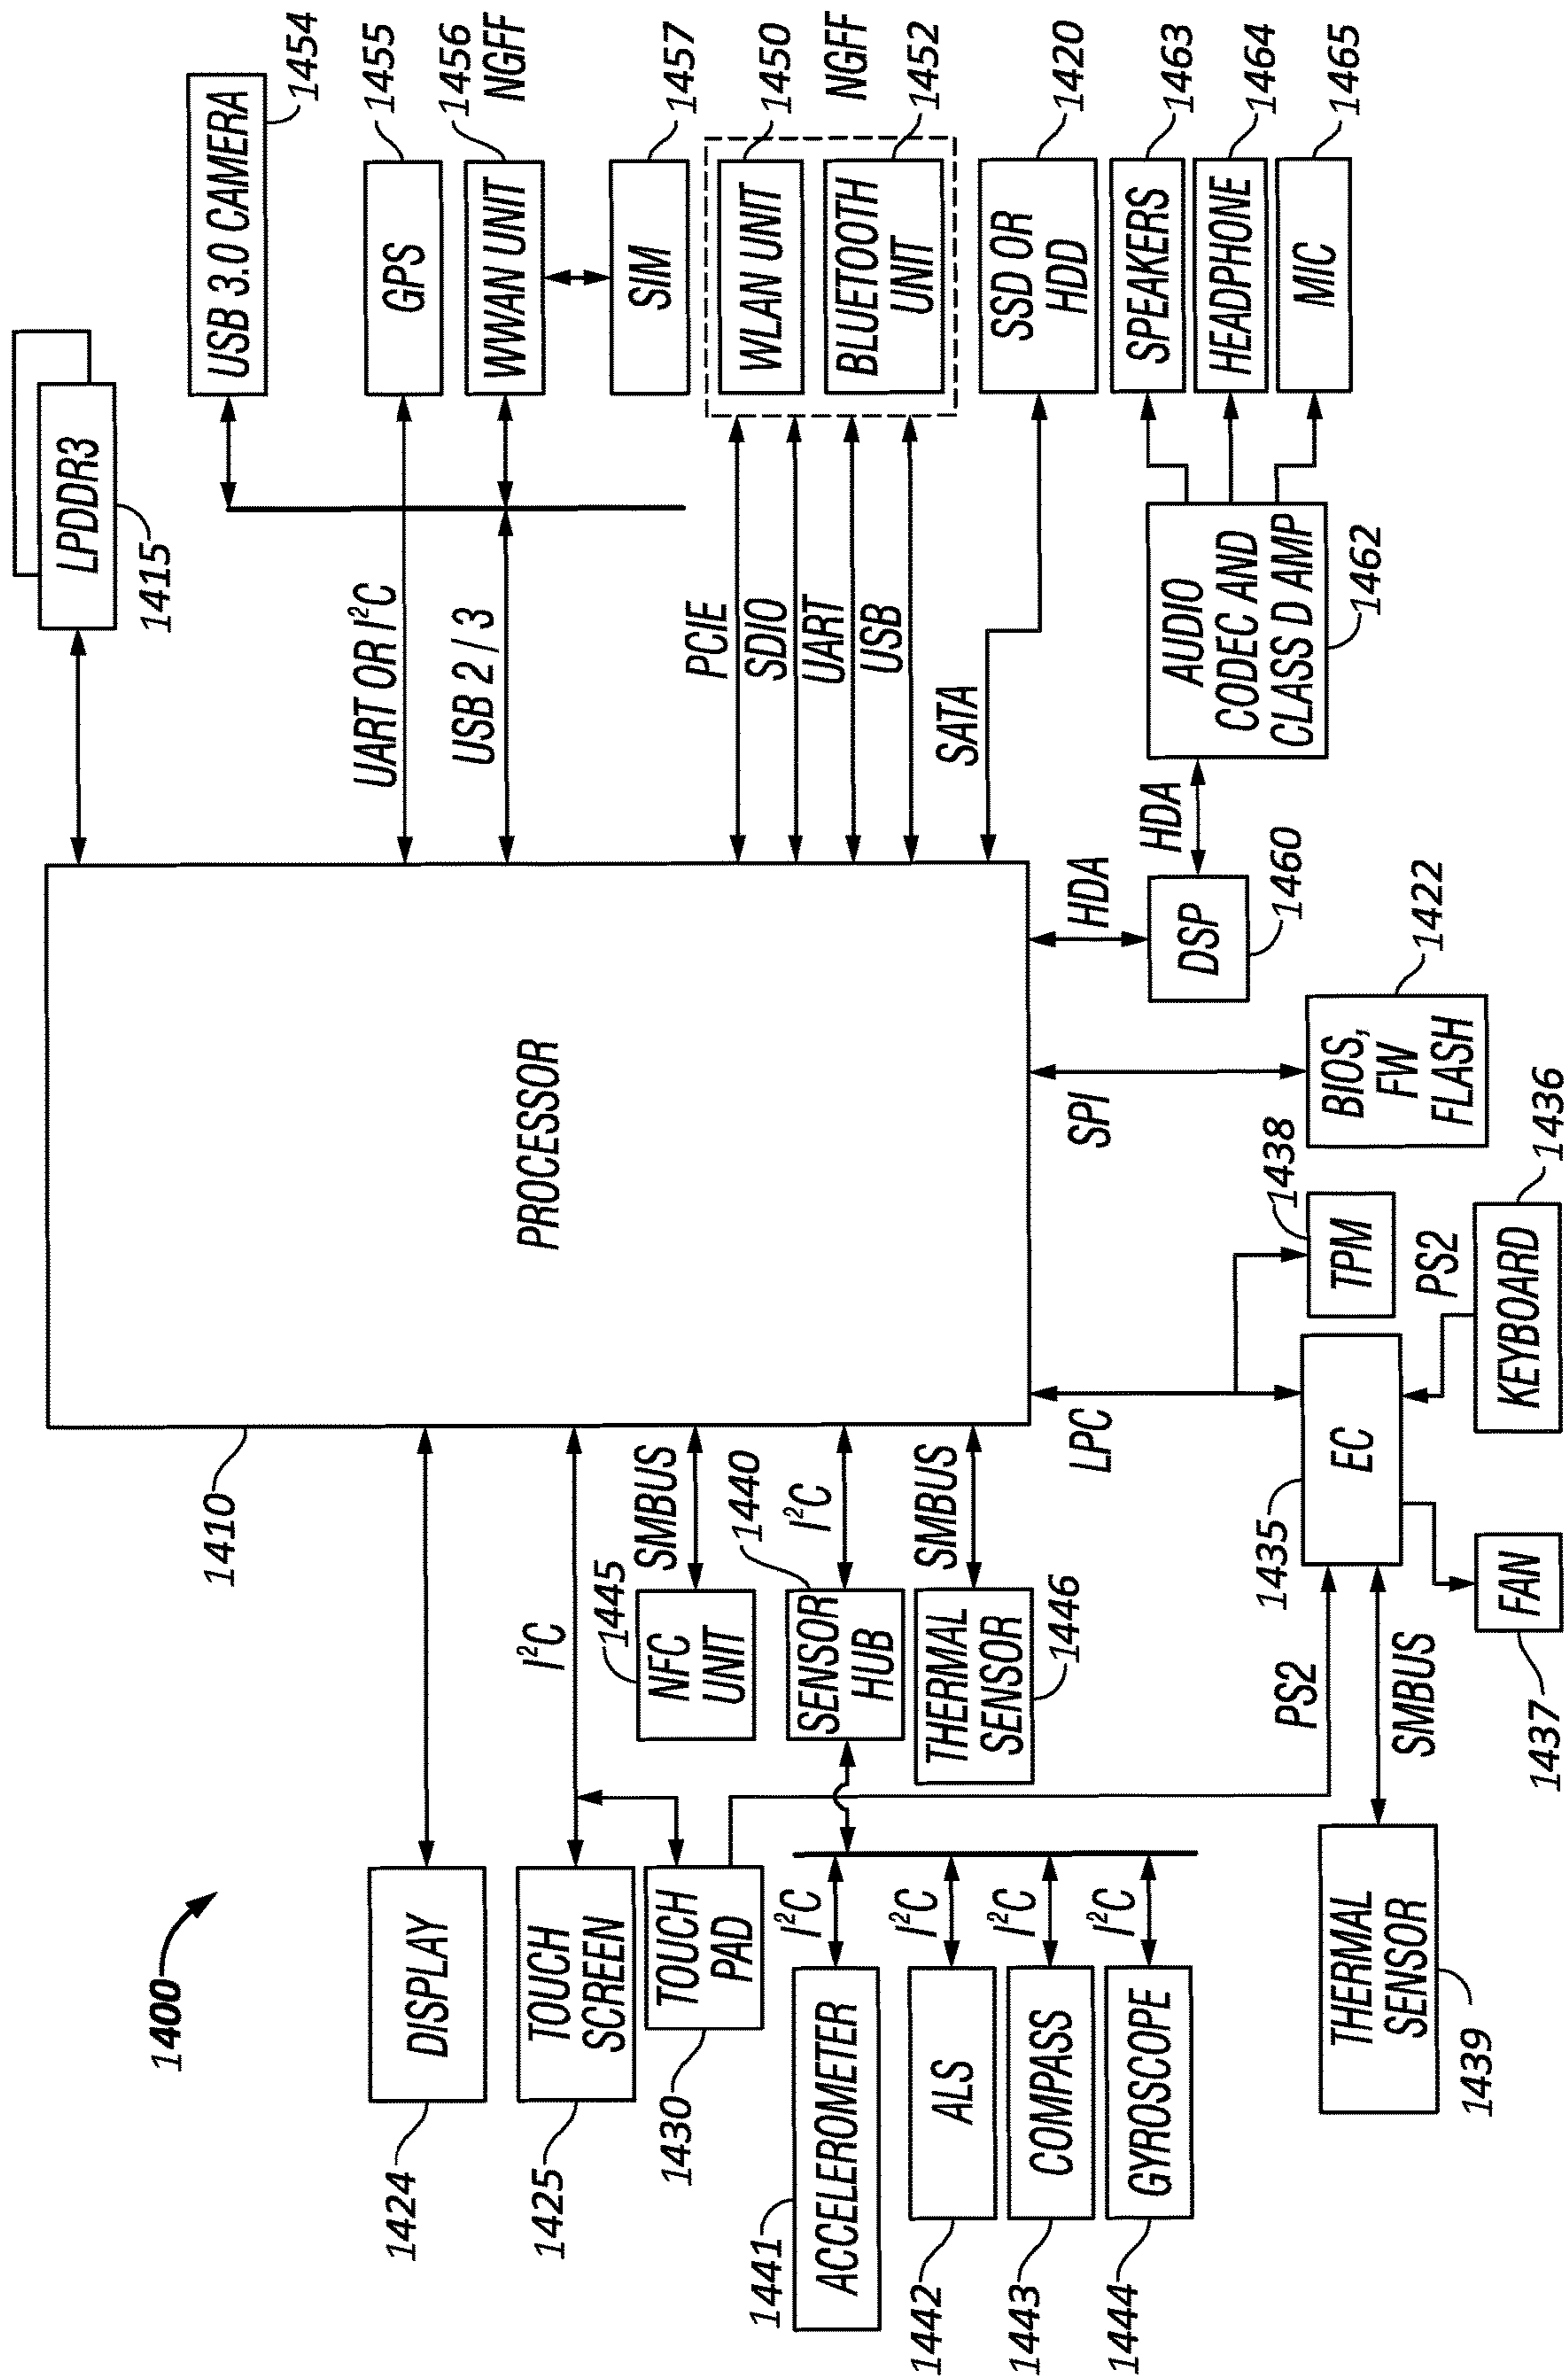 1400
LPDDR3
1415
USB 3.0 CAMERA
1454
1410
PROCESSOR
DISPLAY
1424
UART OR I²C
GPS
1455
USB 2 / 3
WWAN UNIT
1456
NGFF
I²C
TOUCH
SCREEN
1425
SIM
1457
TOUCH
PAD
1430
1445
NFC
UNIT
SMBUS
PCIE
SDIO
UART
USB
WLAN UNIT
1450
BLUETOOTH
UNIT
NGFF
1452
1440
SENSOR
HUB
I²C
THERMAL
SENSOR
1446
SMBUS
SATA
SSD OR
HDD
1420
1441
ACCELEROMETER
I²C
1442
ALS
I²C
1443
COMPASS
I²C
1444
GYROSCOPE
I²C
LPC
SPI
HDA
DSP
1460
HDA
AUDIO
CODEC AND
CLASS D AMP
1462
SPEAKERS
1463
HEADPHONE
1464
MIC
1465
THERMAL
SENSOR
1439
PS2
SMBUS
1435
EC
TPM
1438
BIOS,
FW
FLASH
1422
PS2
1437
FAN
KEYBOARD
1436